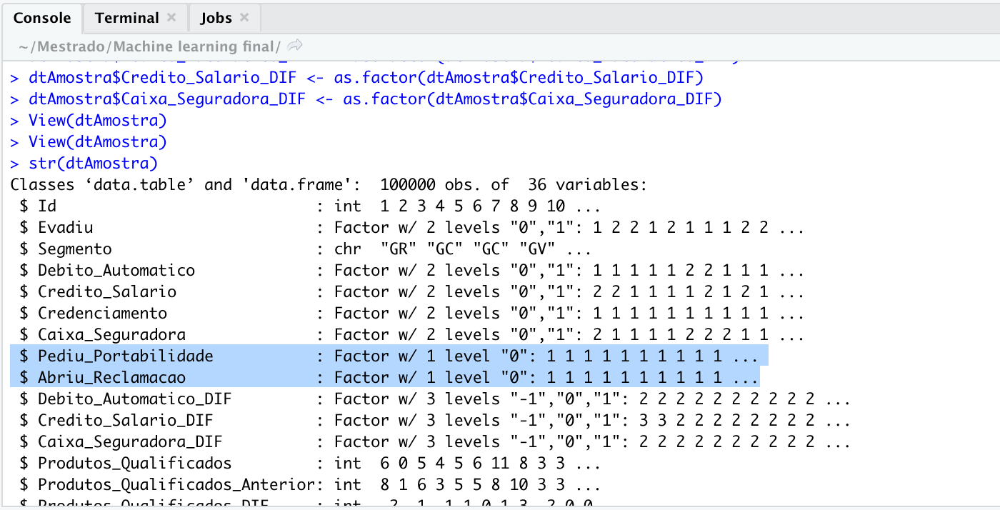 Console Terminal × Jobs ×
~/Mestrado/Machine learning final/
> dtAmostra$Credito_Salario_DIF <- as.factor(dtAmostra$Credito_Salario_DIF)
> dtAmostra$Caixa_Seguradora_DIF <- as.factor(dtAmostra$Caixa_Seguradora_DIF)
> View(dtAmostra)
> View(dtAmostra)
> str(dtAmostra)
Classes ‘data.table’ and 'data.frame':  100000 obs. of  36 variables:
 $ Id                            : int  1 2 3 4 5 6 7 8 9 10 ...
 $ Evadiu                        : Factor w/ 2 levels "0","1": 1 2 2 1 2 1 1 1 2 2 ...
 $ Segmento                      : chr  "GR" "GC" "GC" "GV" ...
 $ Debito_Automatico             : Factor w/ 2 levels "0","1": 1 1 1 1 1 2 2 1 1 1 ...
 $ Credito_Salario               : Factor w/ 2 levels "0","1": 2 2 1 1 1 1 2 1 2 1 ...
 $ Credenciamento                : Factor w/ 2 levels "0","1": 1 1 1 1 1 1 1 1 1 1 ...
 $ Caixa_Seguradora              : Factor w/ 2 levels "0","1": 2 1 1 1 1 2 2 2 1 1 ...
 $ Pediu_Portabilidade           : Factor w/ 1 level "0": 1 1 1 1 1 1 1 1 1 1 ...
 $ Abriu_Reclamacao              : Factor w/ 1 level "0": 1 1 1 1 1 1 1 1 1 1 ...
 $ Debito_Automatico_DIF         : Factor w/ 3 levels "-1","0","1": 2 2 2 2 2 2 2 2 2 2 ...
 $ Credito_Salario_DIF           : Factor w/ 3 levels "-1","0","1": 3 3 2 2 2 2 2 2 2 2 ...
 $ Caixa_Seguradora_DIF          : Factor w/ 3 levels "-1","0","1": 2 2 2 2 2 2 2 2 2 2 ...
 $ Produtos_Qualificados         : int  6 0 5 4 5 6 11 8 3 3 ...
 $ Produtos_Qualificados_Anterior: int  8 1 6 3 5 5 8 10 3 3 ...
 $ Produtos_Qualificados_DIF     : int